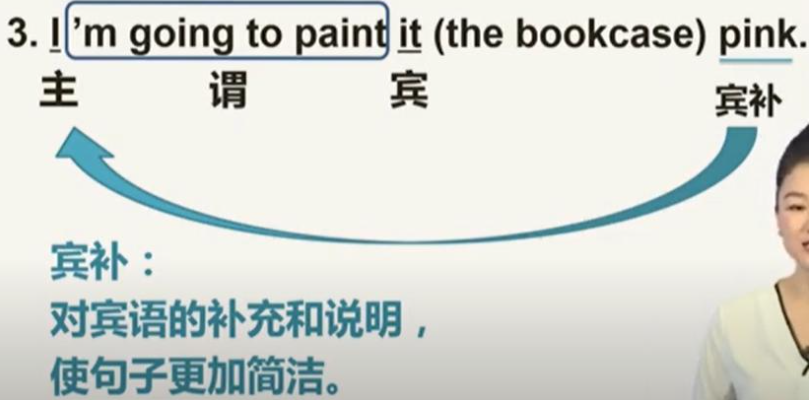 3. I'm going to paint it (the bookcase) pink.
主 谓 宾 宾补
宾补：
对宾语的补充和说明，
使句子更加简洁。